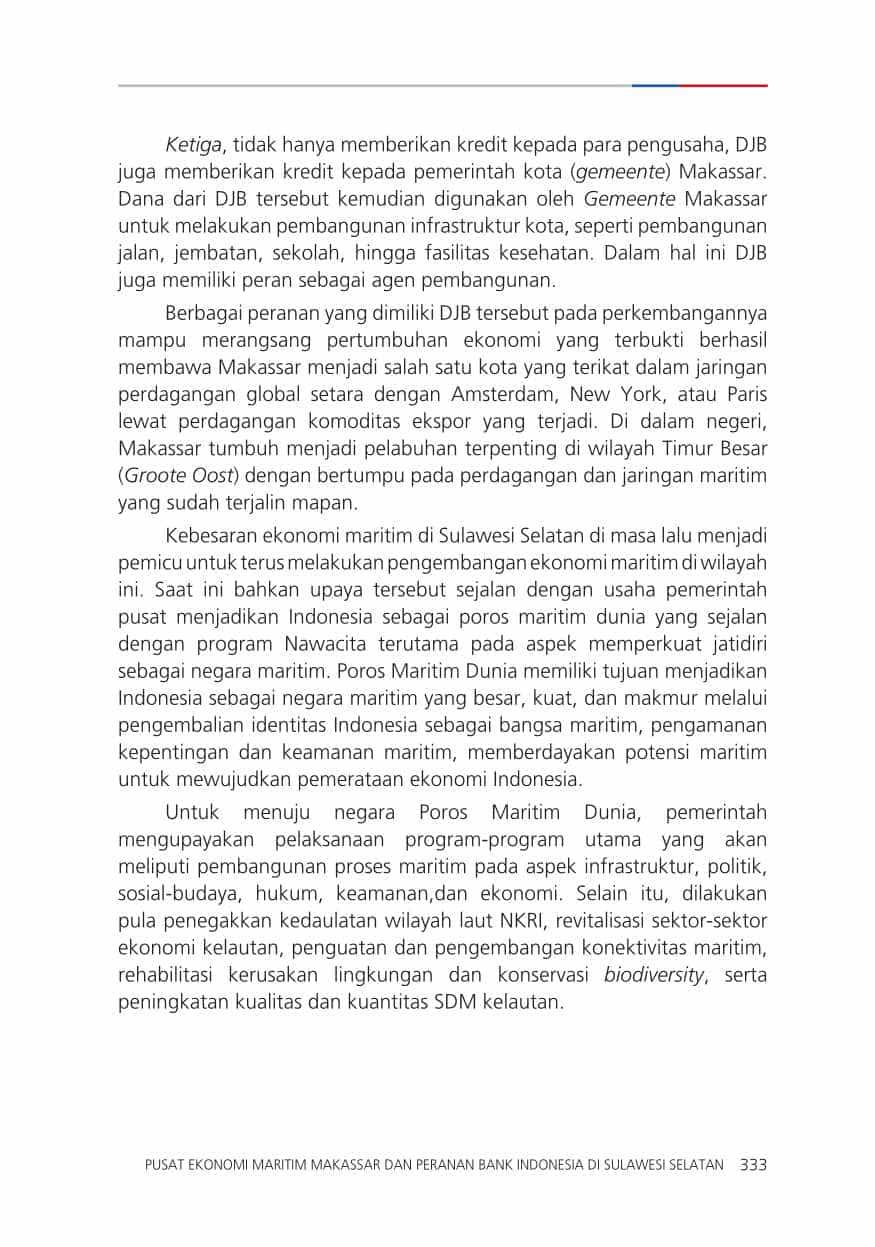 Ketiga, tidak hanya memberikan kredit kepada para pengusaha, DJB
juga memberikan kredit kepada pemerintah kota (gemeente) Makassar.
Dana dari DJB tersebut kemudian digunakan oleh Gemeente Makassar
untuk melakukan pembangunan infrastruktur kota, seperti pembangunan
jalan, jembatan, sekolah, hingga fasilitas kesehatan. Dalam hal ini DJB
juga memiliki peran sebagai agen pembangunan.
Berbagai peranan yang dimiliki DJB tersebut pada perkembangannya
mampu merangsang pertumbuhan ekonomi yang terbukti berhasil
membawa Makassar menjadi salah satu kota yang terikat dalam jaringan
perdagangan global setara dengan Amsterdam, New York, atau Paris
lewat perdagangan komoditas ekspor yang terjadi. Di dalam negeri,
Makassar tumbuh menjadi pelabuhan terpenting di wilayah Timur Besar
(Groote Oost) dengan bertumpu pada perdagangan dan jaringan maritim
yang sudah terjalin mapan.
Kebesaran ekonomi maritim di Sulawesi Selatan di masa lalu menjadi
pemicu untuk terus melakukan pengembangan ekonomi maritim di wilayah
ini. Saat ini bahkan upaya tersebut sejalan dengan usaha pemerintah
pusat menjadikan Indonesia sebagai poros maritim dunia yang sejalan
dengan program Nawacita terutama pada aspek memperkuat jatidiri
sebagai negara maritim. Poros Maritim Dunia memiliki tujuan menjadikan
Indonesia sebagai negara maritim yang besar, kuat, dan makmur melalui
pengembalian identitas Indonesia sebagai bangsa maritim, pengamanan
kepentingan dan keamanan maritim, memberdayakan potensi maritim
untuk mewujudkan pemerataan ekonomi Indonesia.
Untuk menuju negara Poros Maritim Dunia, pemerintah
mengupayakan pelaksanaan program-program utama yang akan
meliputi pembangunan proses maritim pada aspek infrastruktur, politik,
sosial-budaya, hukum, keamanan,dan ekonomi. Selain itu, dilakukan
pula penegakkan kedaulatan wilayah laut NKRI, revitalisasi sektor-sektor
ekonomi kelautan, penguatan dan pengembangan konektivitas maritim,
rehabilitasi kerusakan lingkungan dan konservasi biodiversity, serta
peningkatan kualitas dan kuantitas SDM kelautan.
PUSAT EKONOMI MARITIM MAKASSAR DAN PERANAN BANK INDONESIA DI SULAWESI SELATAN 333